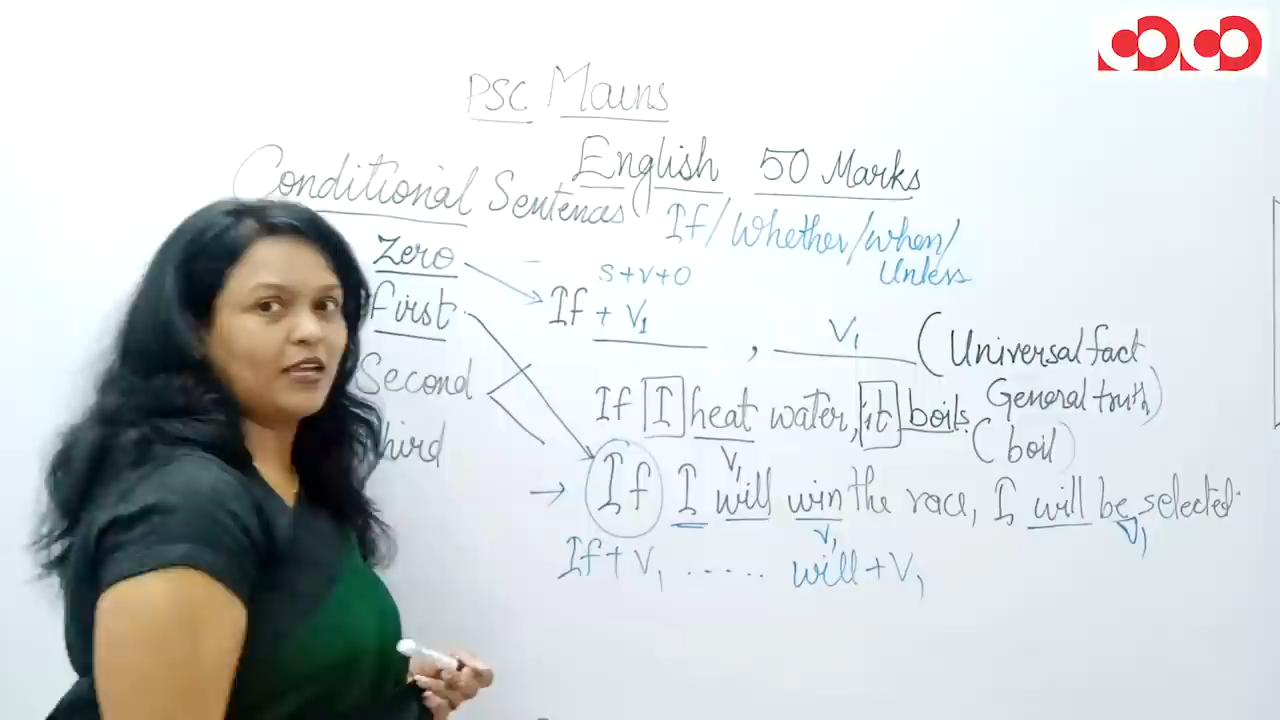 PSC Mains
English 50 Marks
Conditional Sentences
If/Whether/when/
Unless
Zero
First
Second
Third
S+V+O
If + V1 , V1 (Universal fact
General truth)
If I heat water, it boils.
V1
(boil)
If I will win the race, I will be selected.
V1 V1
If + V1 ...... will + V1